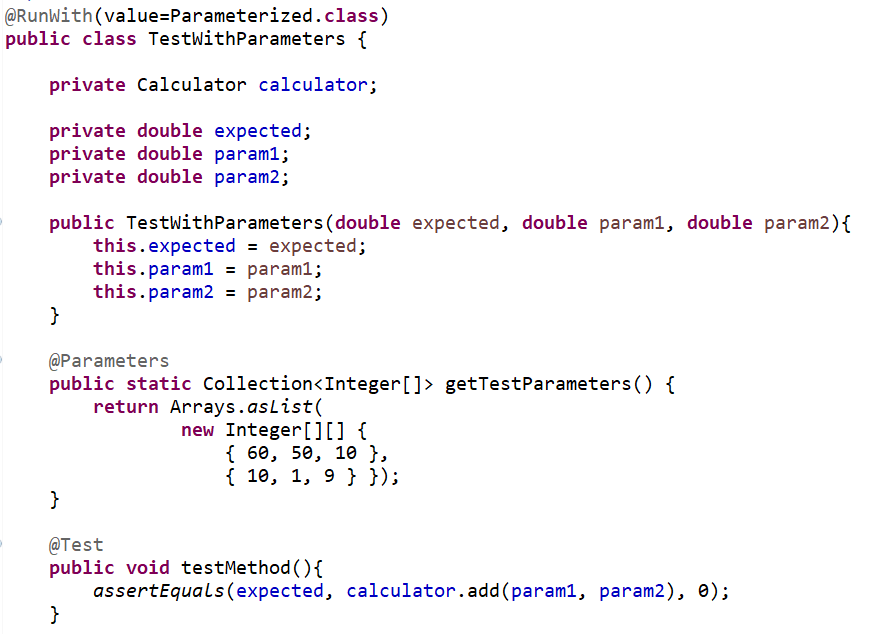 @RunWith(value=Parameterized.class)
public class TestWithParameters {
private Calculator calculator;
private double expected;
private double param1;
private double param2;
public TestWithParameters(double expected, double param1, double param2){
this.expected = expected;
this.param1 = param1;
this.param2 = param2;
}
@Parameters
public static Collection<Integer[]> getTestParameters() {
return Arrays.asList(
new Integer[][] {
{ 60, 50, 10 },
{ 10, 1, 9 } });
}
@Test
public void testMethod(){
assertEquals(expected, calculator.add(param1, param2), 0);
}